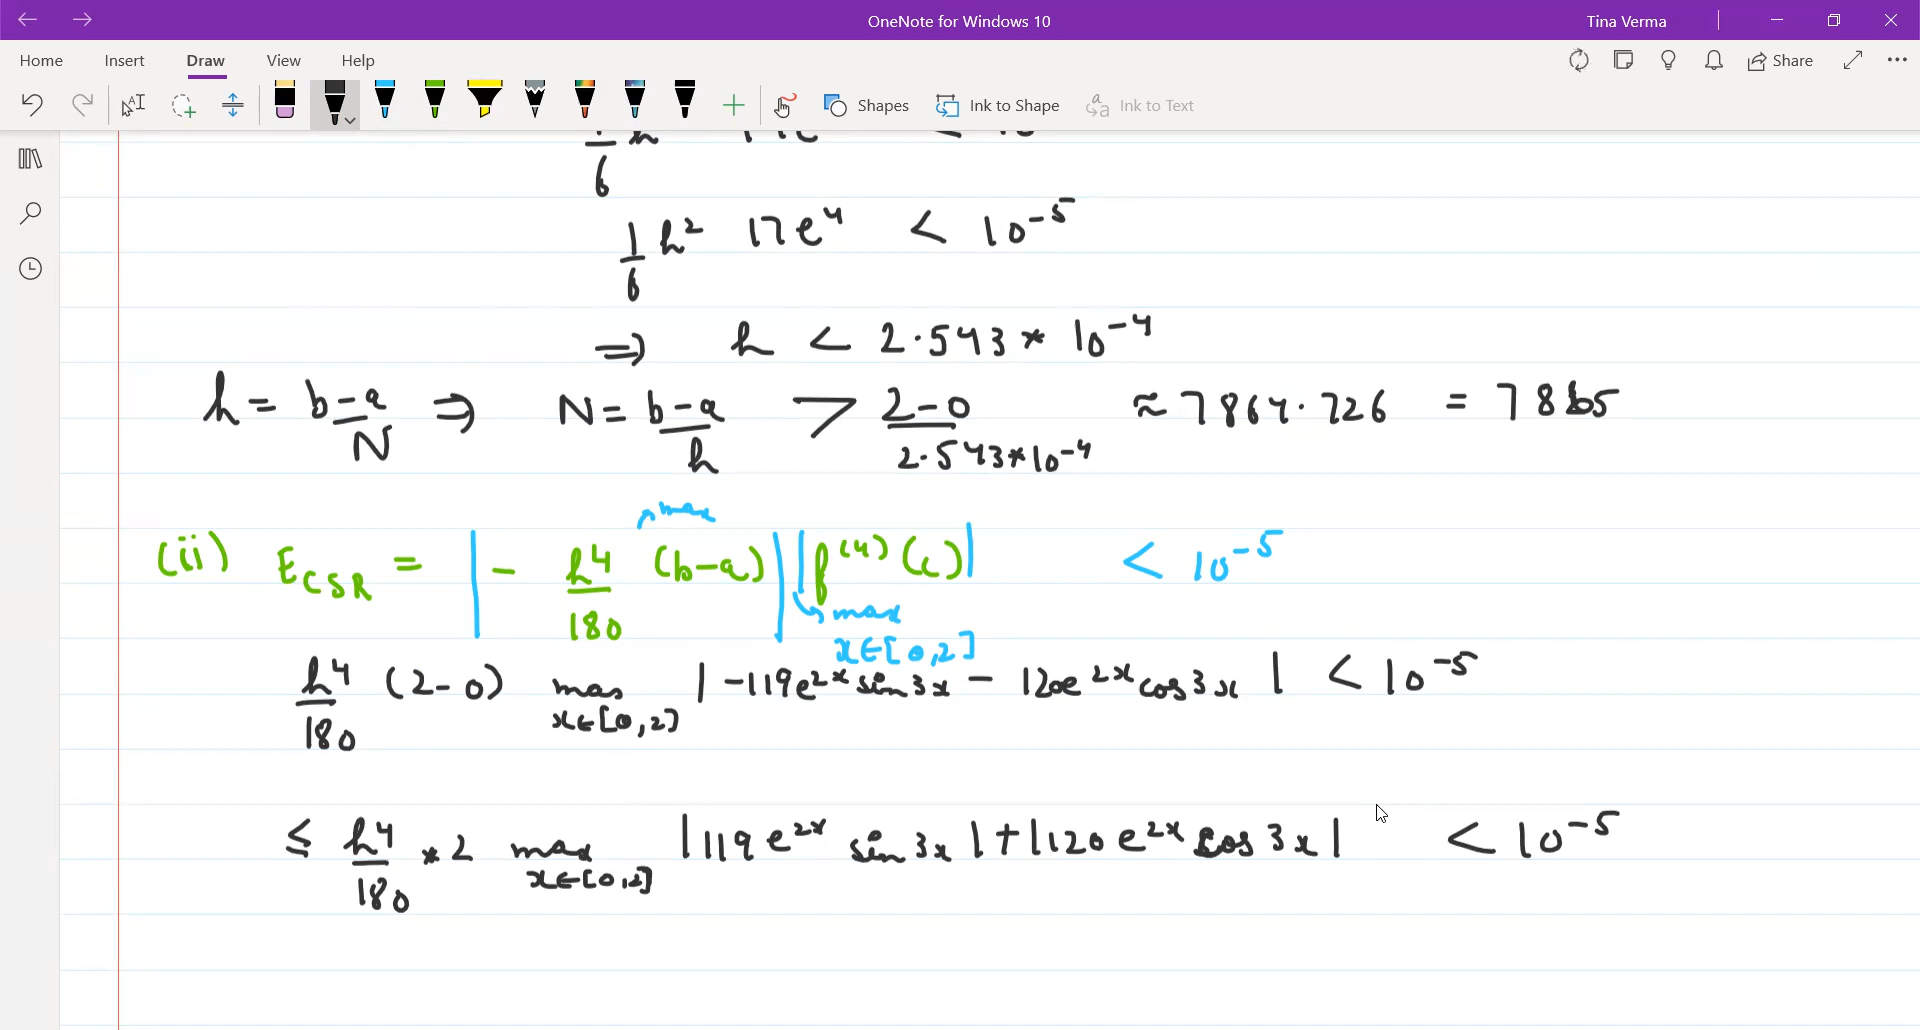 OneNote for Windows 10
Tina Verma
Home Insert Draw View Help
Share
Shapes Ink to Shape Ink to Text
6
1/6 h² 17e⁴ < 10⁻⁵
⇒ h < 2.543 * 10⁻⁴
h = b-a/N ⇒ N = b-a/h > 2-0/2.543*10⁻⁴ ≈ 7864.726 = 7865
(ii) E_CSR = |- h⁴/180 (b-a)| |f⁽⁴⁾(c)| < 10⁻⁵
max
max x∈[0,2]
h⁴/180 (2-0) max x∈[0,2] |-119e²ˣ sin3x - 120e²ˣ cos3x| < 10⁻⁵
≤ h⁴/180 * 2 max x∈[0,2] |119e²ˣ sin3x| + |120e²ˣ cos3x| < 10⁻⁵